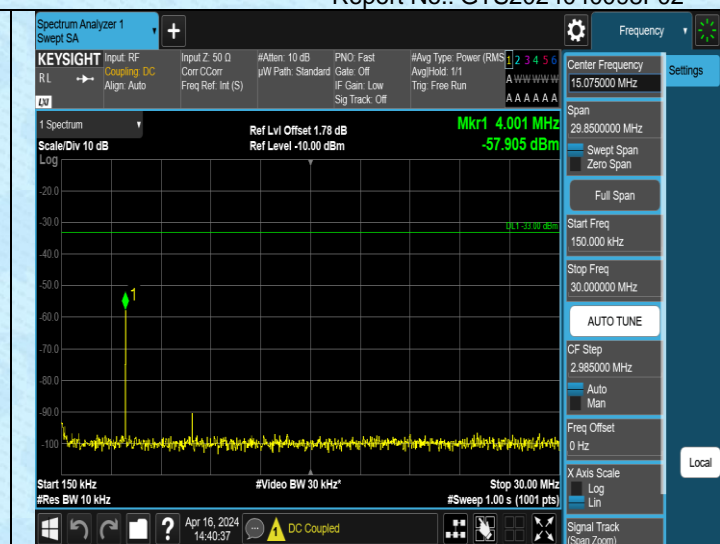 Spectrum Analyzer 1
Swept SA
+
Frequency
KEYSIGHT
RL
LXI
Input: RF
Coupling: DC
Align: Auto
Input Z: 50 Ω
Corr CCorr
Freq Ref: Int (S)
#Atten: 10 dB
µW Path: Standard
PNO: Fast
Gate: Off
IF Gain: Low
Sig Track: Off
#Avg Type: Power (RMS
Avg|Hold: 1/1
Trig: Free Run
1 2 3 4 5 6
A W W W W W
A A A A A A
1 Spectrum
Scale/Div 10 dB
Log
Ref Lvl Offset 1.78 dB
Ref Level -10.00 dBm
Mkr1 4.001 MHz
-57.905 dBm
-20.0
-30.0
DL1 -33.00 dBm
-40.0
-50.0
1
-70.0
-80.0
-90.0
-100
Start 150 kHz
#Res BW 10 kHz
#Video BW 30 kHz*
Stop 30.00 MHz
#Sweep 1.00 s (1001 pts)
Apr 16, 2024
14:40:37
DC Coupled
Center Frequency
15.075000 MHz
Settings
Span
29.8500000 MHz
Swept Span
Zero Span
Full Span
Start Freq
150.000 kHz
Stop Freq
30.000000 MHz
AUTO TUNE
CF Step
2.985000 MHz
Auto
Man
Freq Offset
0 Hz
X Axis Scale
Log
Lin
Local
Signal Track
(Span Zoom)